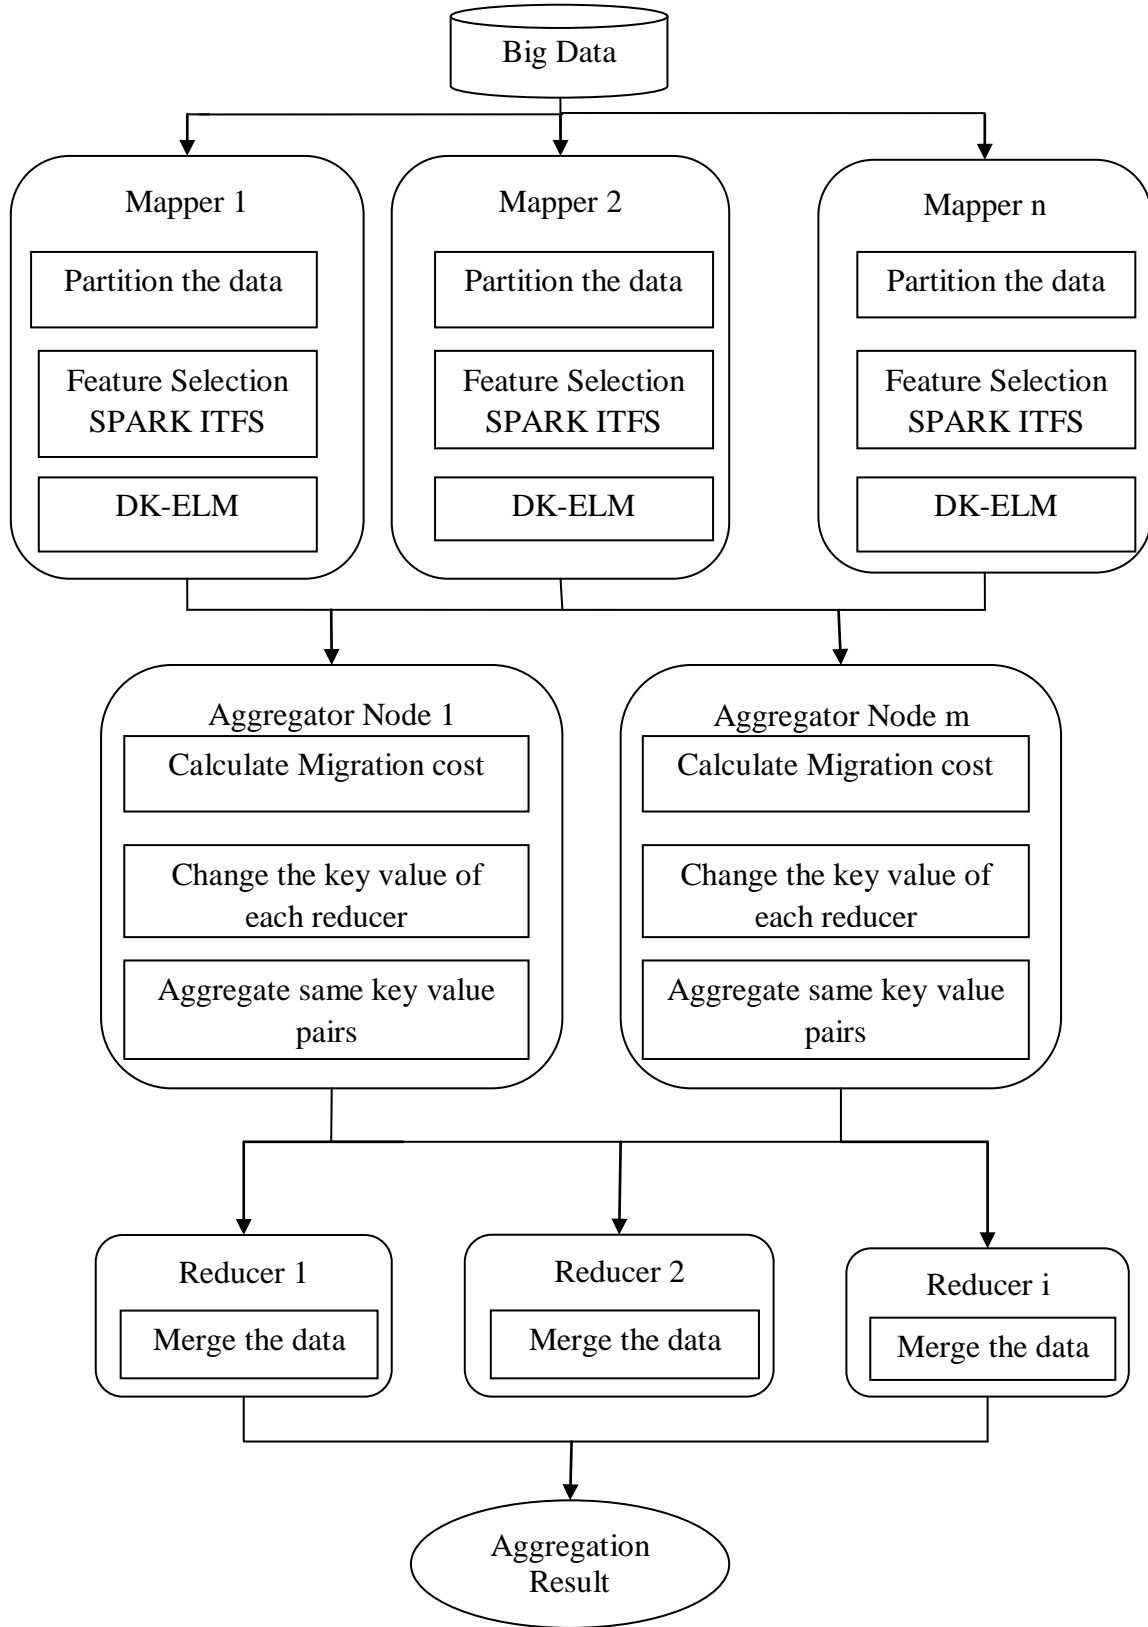 Big Data
Mapper 1
Partition the data
Feature Selection
SPARK ITFS
DK-ELM
Mapper 2
Partition the data
Feature Selection
SPARK ITFS
DK-ELM
Mapper n
Partition the data
Feature Selection
SPARK ITFS
DK-ELM
Aggregator Node 1
Calculate Migration cost
Change the key value of
each reducer
Aggregate same key value
pairs
Aggregator Node m
Calculate Migration cost
Change the key value of
each reducer
Aggregate same key value
pairs
Reducer 1
Merge the data
Reducer 2
Merge the data
Reducer i
Merge the data
Aggregation
Result